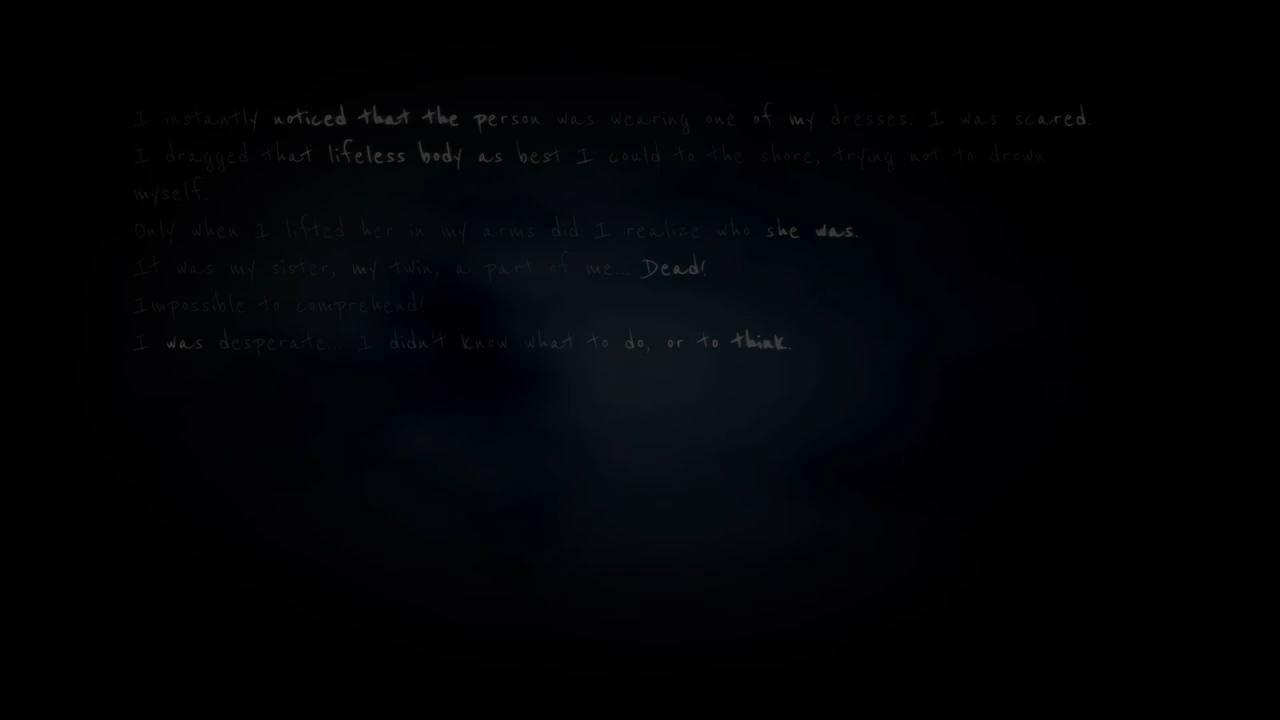 I instantly noticed that the person was wearing one of my dresses. I was scared.
I dragged that lifeless body as best I could to the shore, trying not to drown
myself.
Only when I lifted her in my arms did I realize who she was.
It was my sister, my twin, a part of me... Dead!
Impossible to comprehend!
I was desperate... I didn't know what to do, or to think.